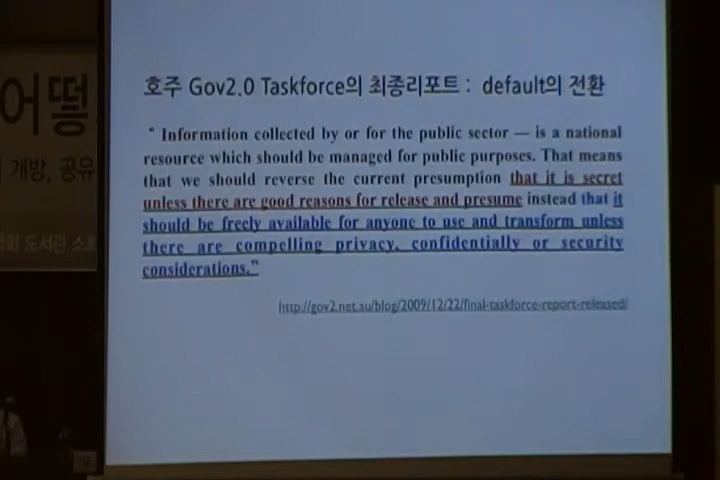 호주 Gov2.0 Taskforce의 최종리포트 : default의 전환
" Information collected by or for the public sector — is a national
resource which should be managed for public purposes. That means
that we should reverse the current presumption that it is secret
unless there are good reasons for release and presume instead that it
should be freely available for anyone to use and transform unless
there are compelling privacy, confidentially or security
considerations."
http://gov2.net.au/blog/2009/12/22/final-taskforce-report-released/
어떻
개방, 공유
국회 도서관 소회